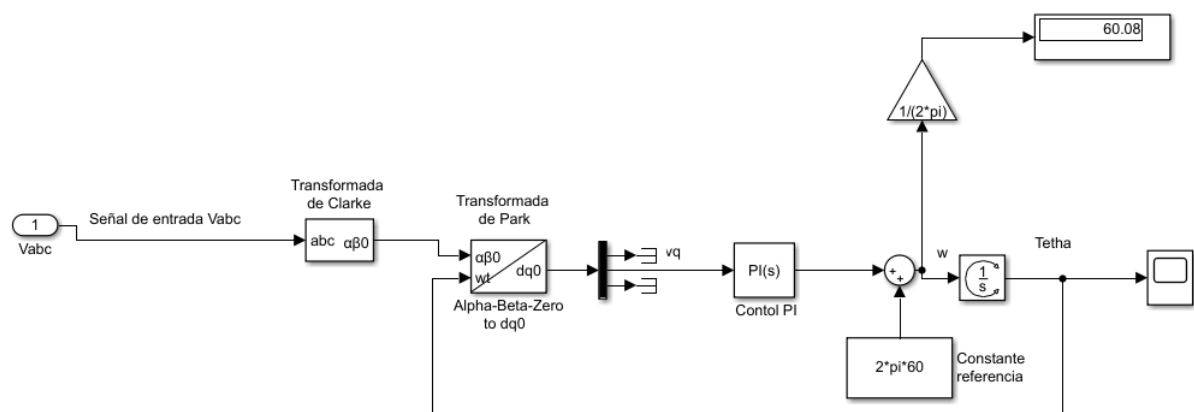 60.08
1/(2*pi)
Transformada
de Clarke
Transformada
de Park
Señal de entrada Vabc
1
Vabc
abc
αβ0
αβ0
wt
dq0
Alpha-Beta-Zero
to dq0
vq
PI(s)
Contol PI
+
+
w
1
s
Tetha
2*pi*60
Constante
referencia